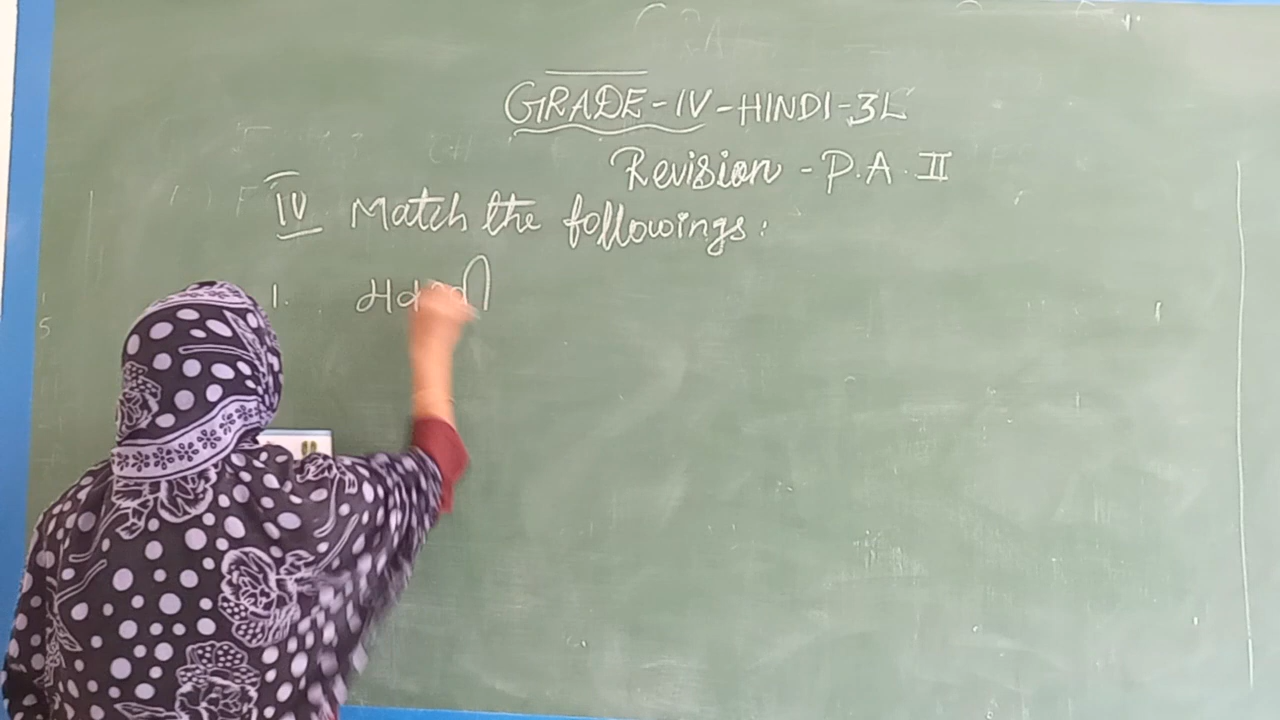 GRADE-IV-HINDI-3L
Revision - P.A. II
IV Match the followings:
1.